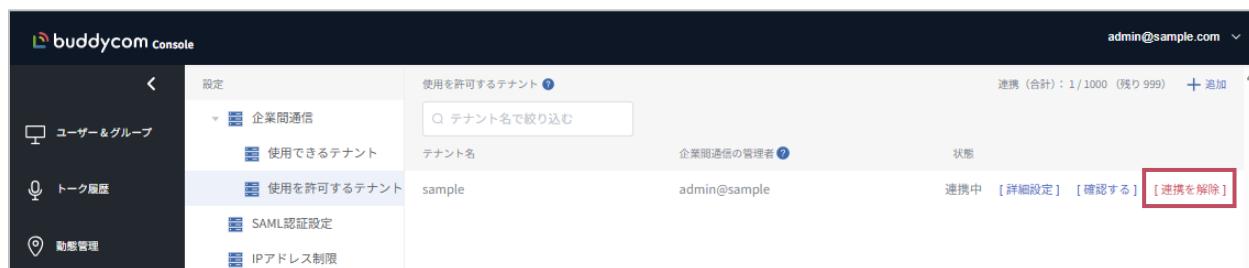 buddycom Console
admin@sample.com
設定
使用を許可するテナント ?
連携（合計）: 1 / 1000 （残り 999）
＋ 追加
ユーザー＆グループ
企業間通信
テナント名で絞り込む
使用できるテナント
テナント名
企業間通信の管理者 ?
状態
トーク履歴
使用を許可するテナント
sample
admin@sample
連携中
[ 詳細設定 ]
[ 確認する ]
[ 連携を解除 ]
SAML認証設定
動態管理
IPアドレス制限